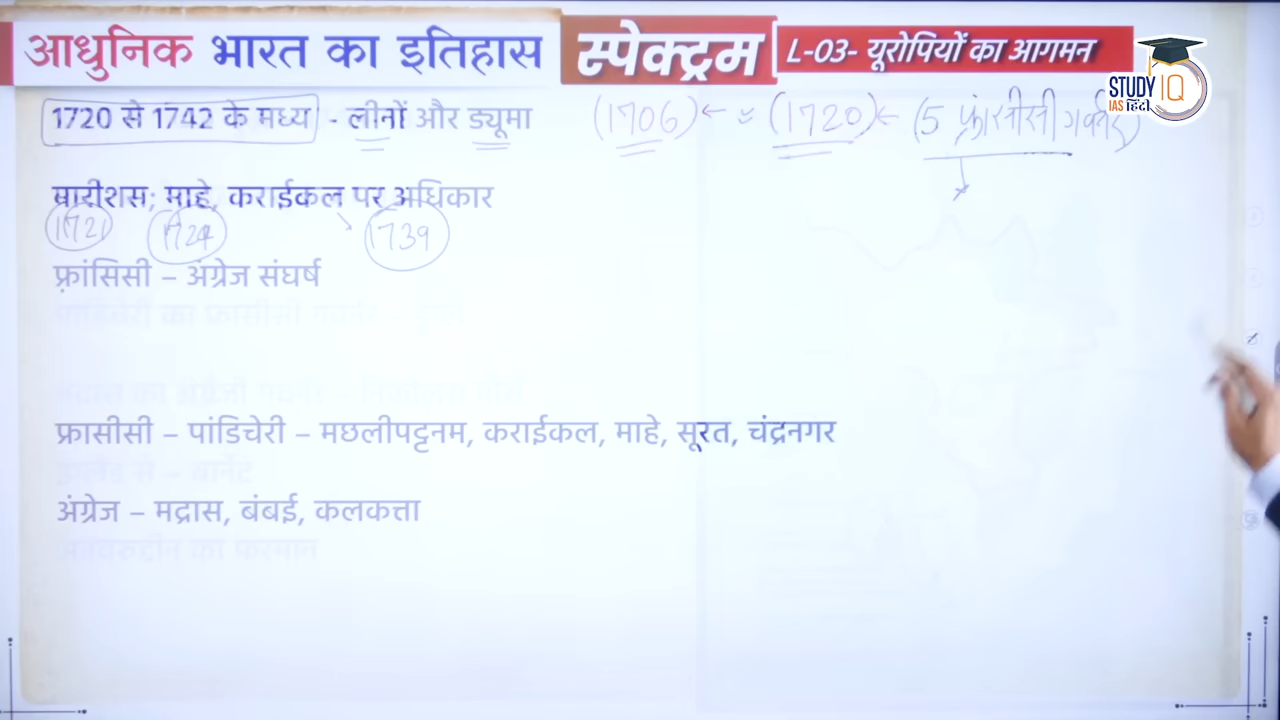 आधुनिक भारत का इतिहास स्पेक्ट्रम L-03- यूरोपियों का आगमन
STUDY IQ
IAS हिंदी
1720 से 1742 के मध्य - लीनों और ड्यूमा (1706) ← (1720) ← (5 फ्रांसीसी गवर्नर)
मारीशस; माहे, कराईकल पर अधिकार
1721 1724 1739
फ्रांसिसी – अंग्रेज संघर्ष
फ्रासीसी – पांडिचेरी – मछलीपट्टनम, कराईकल, माहे, सूरत, चंद्रनगर
अंग्रेज – मद्रास, बंबई, कलकत्ता